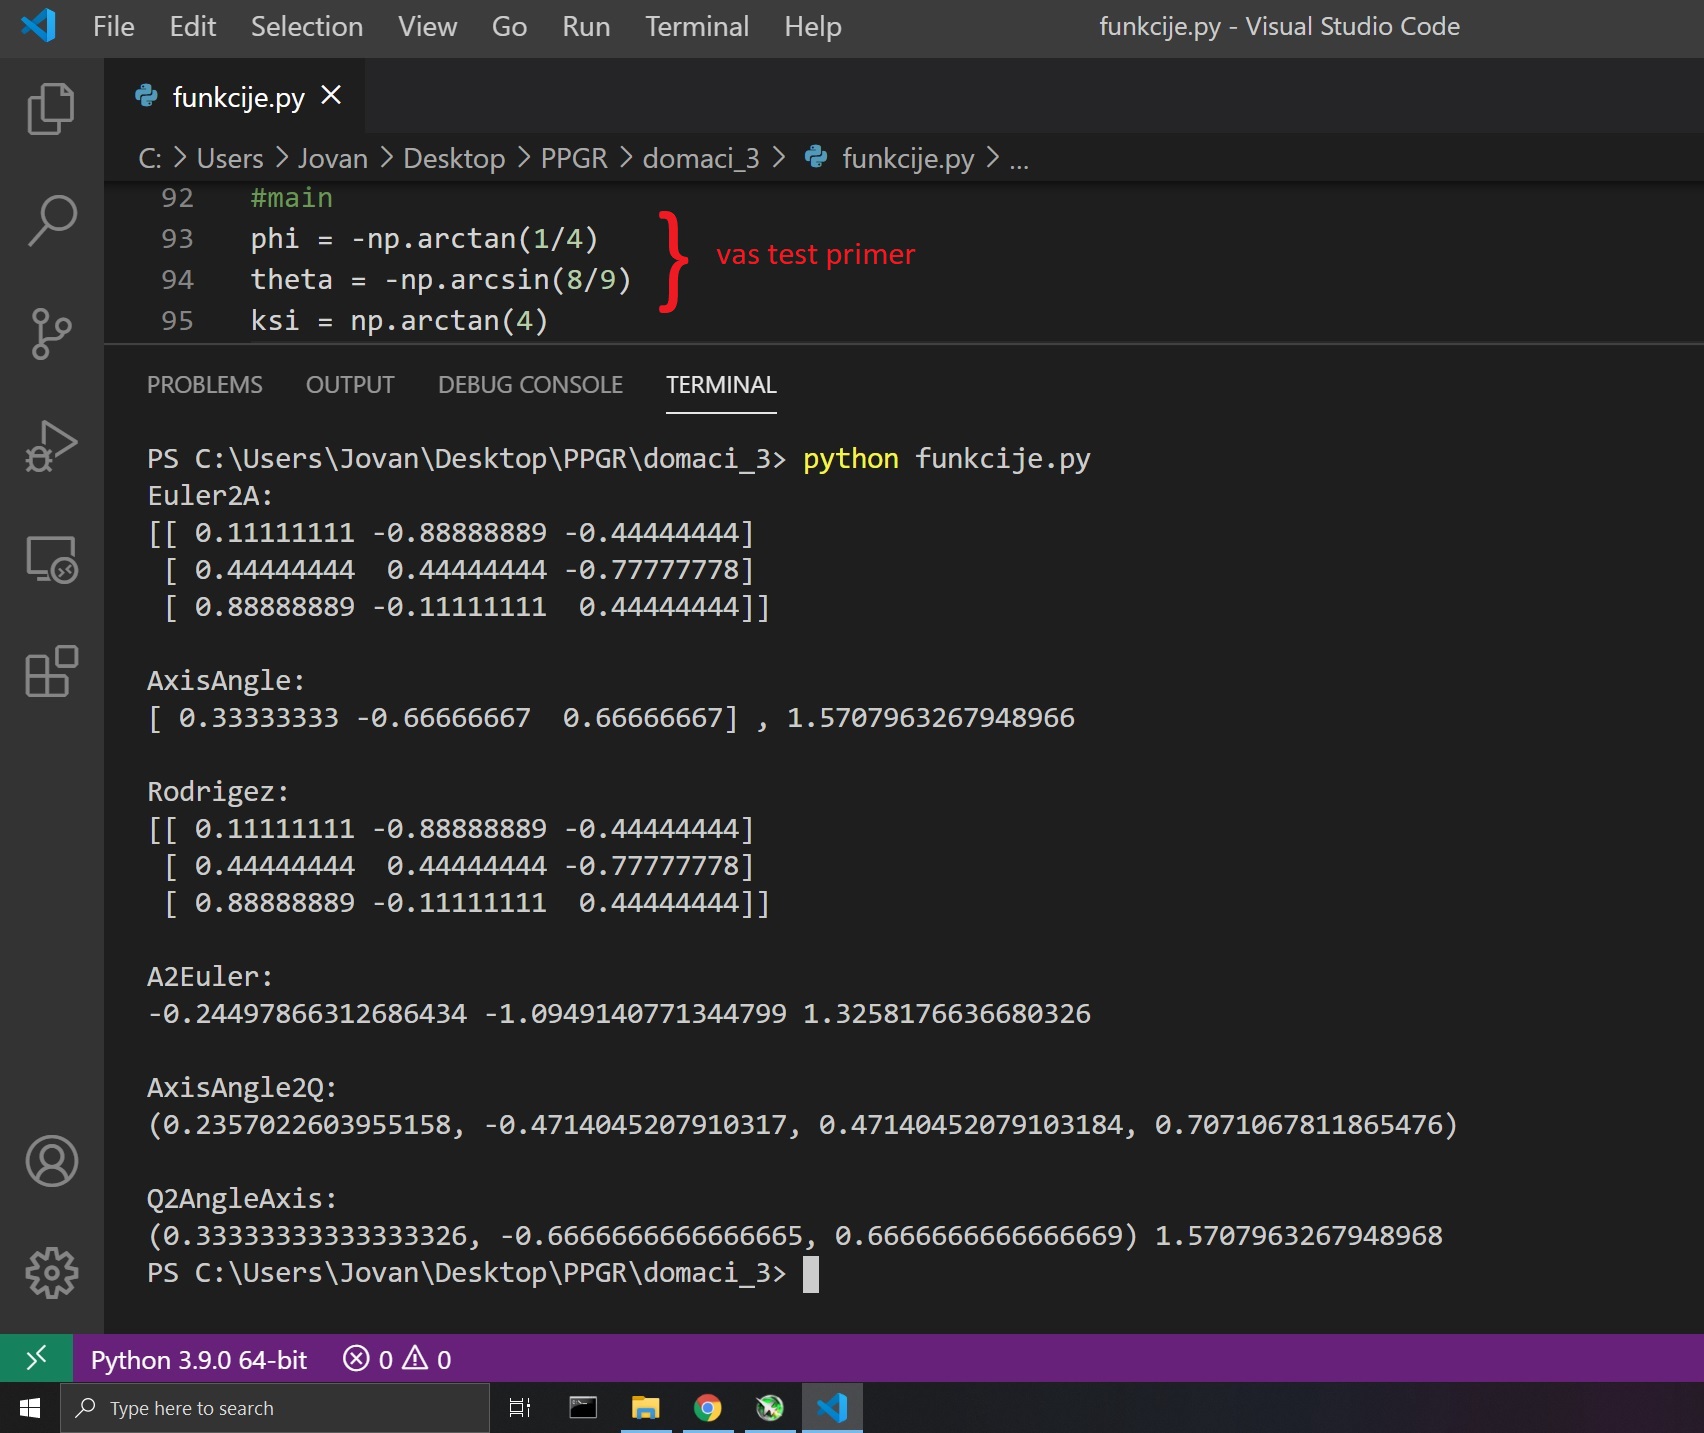 File Edit Selection View Go Run Terminal Help funkcije.py - Visual Studio Code
funkcije.py
C: > Users > Jovan > Desktop > PPGR > domaci_3 > funkcije.py > ...
92 #main
93 phi = -np.arctan(1/4)
vas test primer
94 theta = -np.arcsin(8/9)
95 ksi = np.arctan(4)
PROBLEMS OUTPUT DEBUG CONSOLE TERMINAL
PS C:\Users\Jovan\Desktop\PPGR\domaci_3> python funkcije.py
Euler2A:
[[ 0.11111111 -0.88888889 -0.44444444]
 [ 0.44444444  0.44444444 -0.77777778]
 [ 0.88888889 -0.11111111  0.44444444]]
AxisAngle:
[ 0.33333333 -0.66666667  0.66666667] , 1.5707963267948966
Rodrigez:
[[ 0.11111111 -0.88888889 -0.44444444]
 [ 0.44444444  0.44444444 -0.77777778]
 [ 0.88888889 -0.11111111  0.44444444]]
A2Euler:
-0.24497866312686434 -1.0949140771344799 1.3258176636680326
AxisAngle2Q:
(0.2357022603955158, -0.4714045207910317, 0.47140452079103184, 0.7071067811865476)
Q2AngleAxis:
(0.33333333333333326, -0.6666666666666665, 0.6666666666666669) 1.5707963267948968
PS C:\Users\Jovan\Desktop\PPGR\domaci_3>
Python 3.9.0 64-bit 0 0
Type here to search